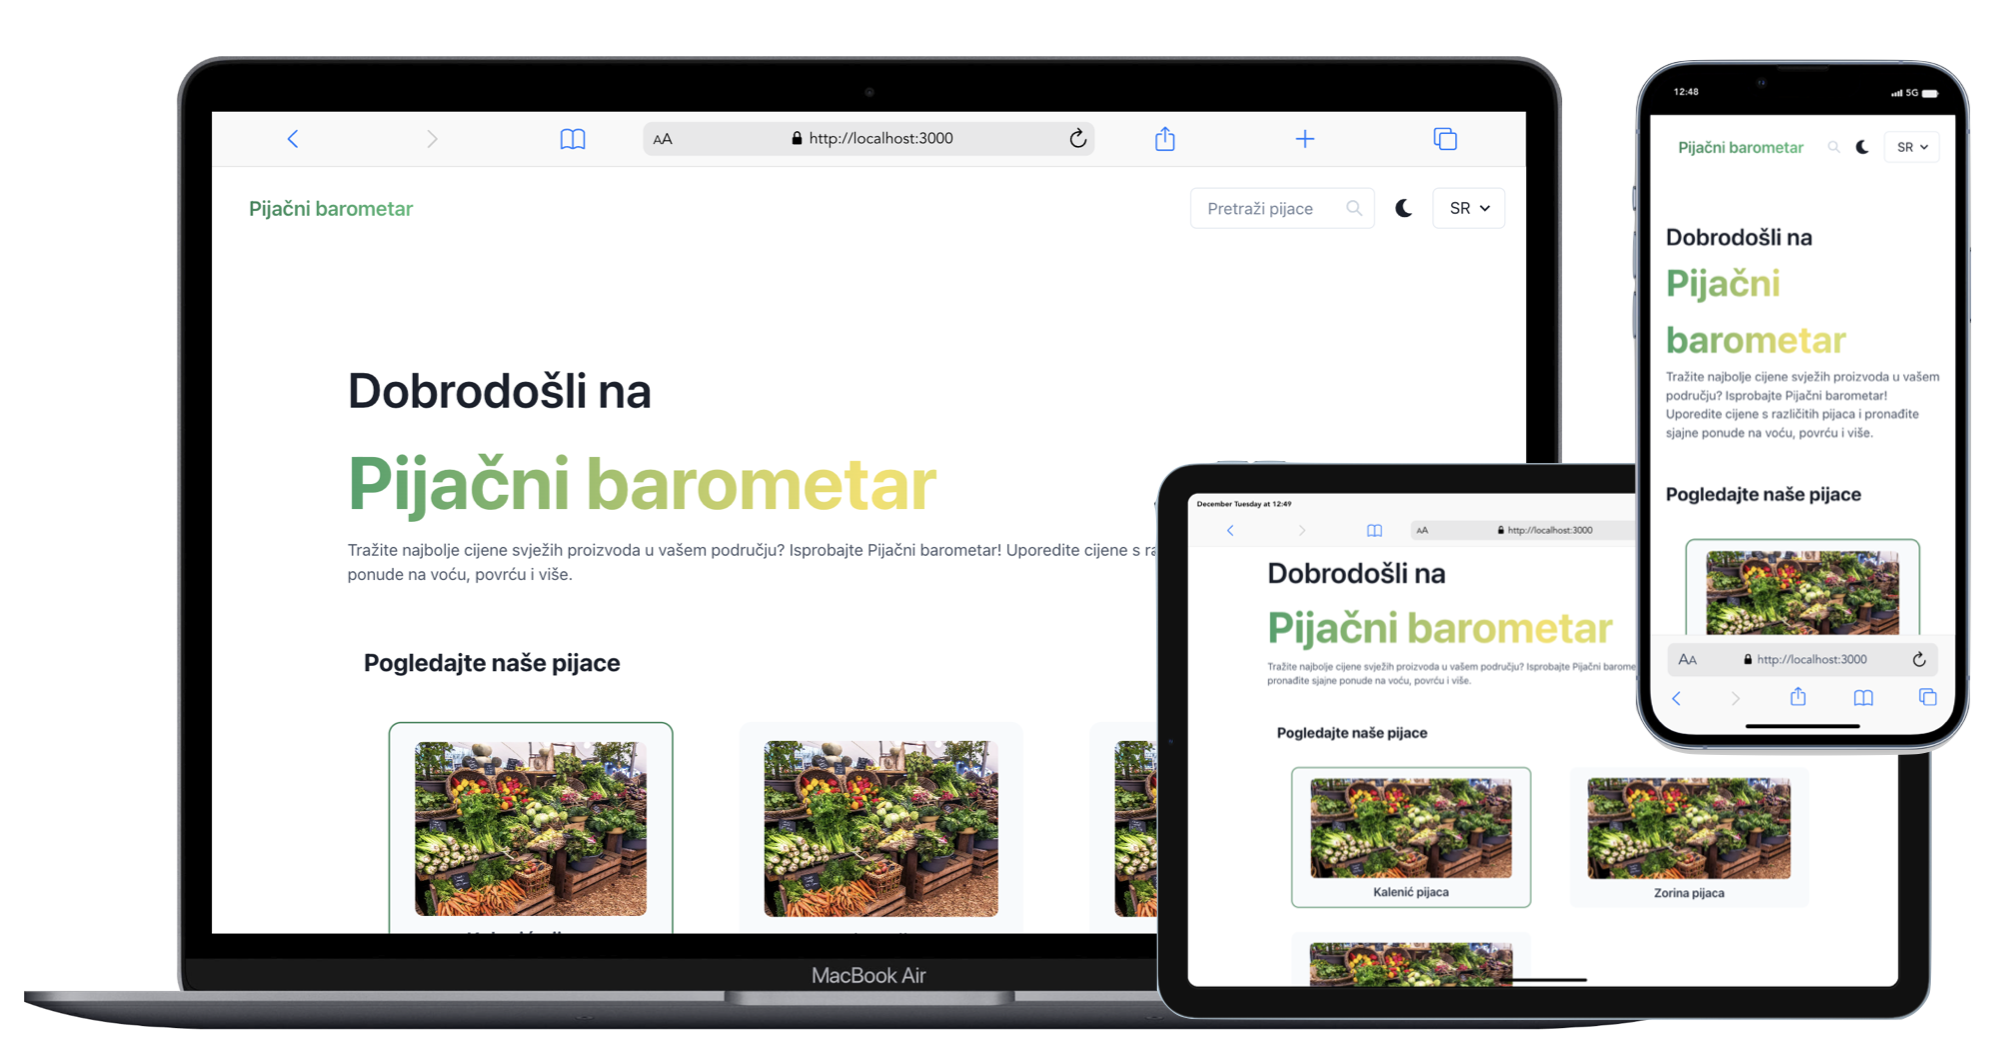 AA http://localhost:3000
Pijačni barometar Pretraži pijace SR
Dobrodošli na
Pijačni barometar
Tražite najbolje cijene svježih proizvoda u vašem području? Isprobajte Pijačni barometar! Uporedite cijene s
ponude na voću, povrću i više.
Pogledajte naše pijace
MacBook Air
December Tuesday at 12:49
AA http://localhost:3000
Dobrodošli na
Pijačni barometar
Tražite najbolje cijene svježih proizvoda u vašem području? Isprobajte Pijačni barome
pronađite sjajne ponude na voću, povrću i više.
Pogledajte naše pijace
Kalenić pijaca Zorina pijaca
12:48 5G
Pijačni barometar SR
Dobrodošli na
Pijačni
barometar
Tražite najbolje cijene svježih proizvoda u vašem
području? Isprobajte Pijačni barometar!
Uporedite cijene s različitih pijaca i pronađite
sjajne ponude na voću, povrću i više.
Pogledajte naše pijace
AA http://localhost:3000